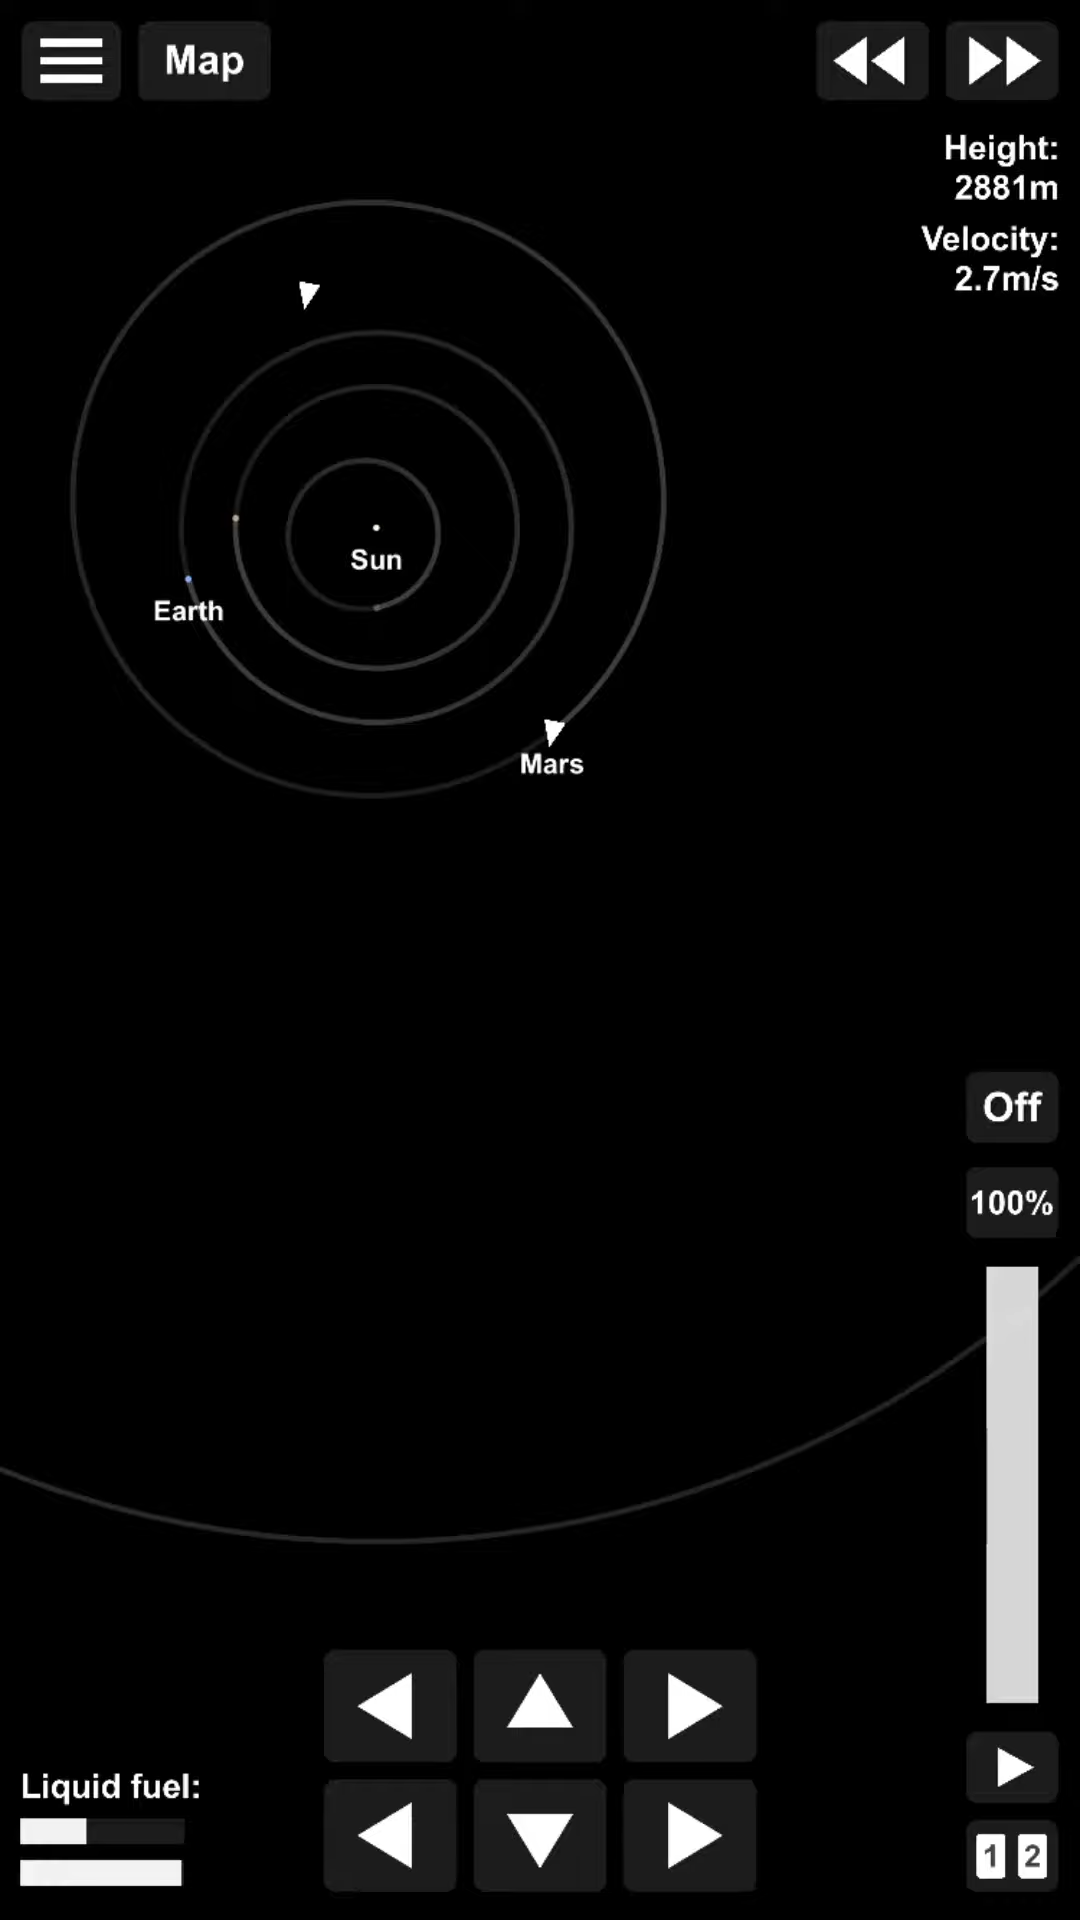 Map
Height:
2881m
Velocity:
2.7m/s
Sun
Earth
Mars
Off
100%
Liquid fuel:
1 2